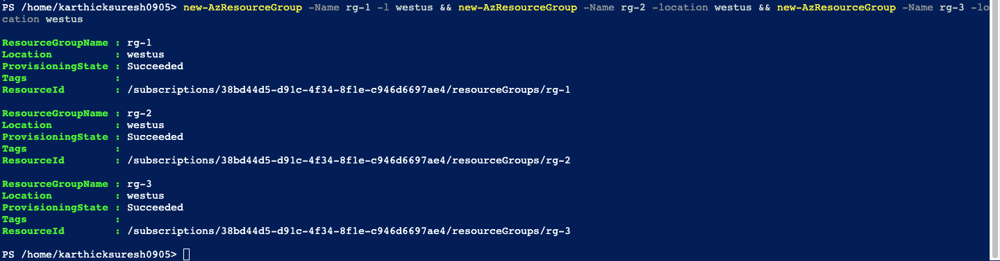 PS /home/karthicksuresh0905> new-AzResourceGroup -Name rg-1 -l westus && new-AzResourceGroup -Name rg-2 -location westus && new-AzResourceGroup -Name rg-3 -lo
cation westus
ResourceGroupName : rg-1
Location : westus
ProvisioningState : Succeeded
Tags :
ResourceId : /subscriptions/38bd44d5-d91c-4f34-8f1e-c946d6697ae4/resourceGroups/rg-1
ResourceGroupName : rg-2
Location : westus
ProvisioningState : Succeeded
Tags :
ResourceId : /subscriptions/38bd44d5-d91c-4f34-8f1e-c946d6697ae4/resourceGroups/rg-2
ResourceGroupName : rg-3
Location : westus
ProvisioningState : Succeeded
Tags :
ResourceId : /subscriptions/38bd44d5-d91c-4f34-8f1e-c946d6697ae4/resourceGroups/rg-3
PS /home/karthicksuresh0905>